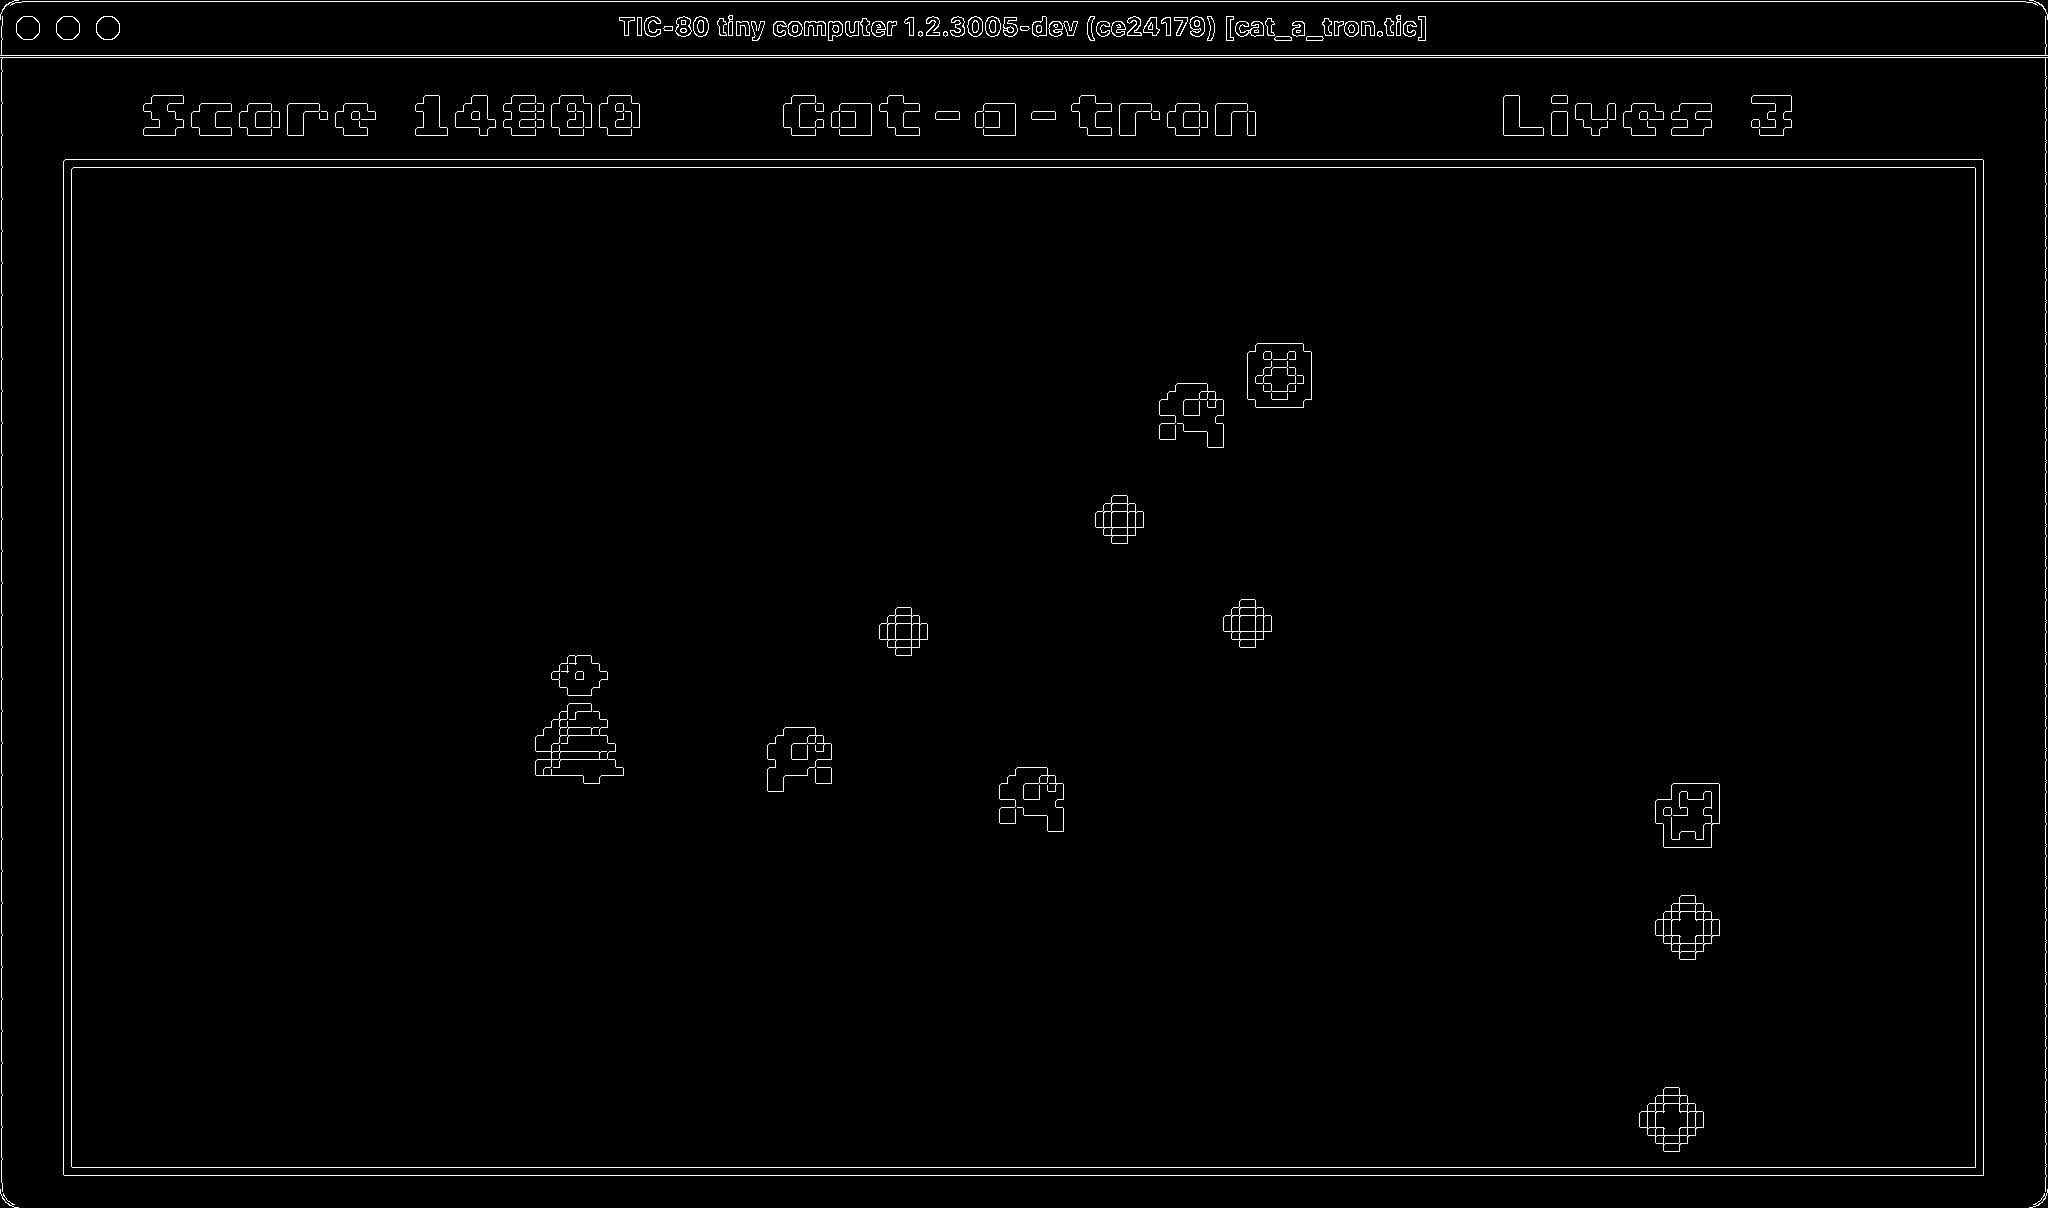 TIC-80 tiny computer 1.2.3005-dev (ce24179) [cat_a_tron.tic]
Score 14800 Cat-a-tron Lives 3